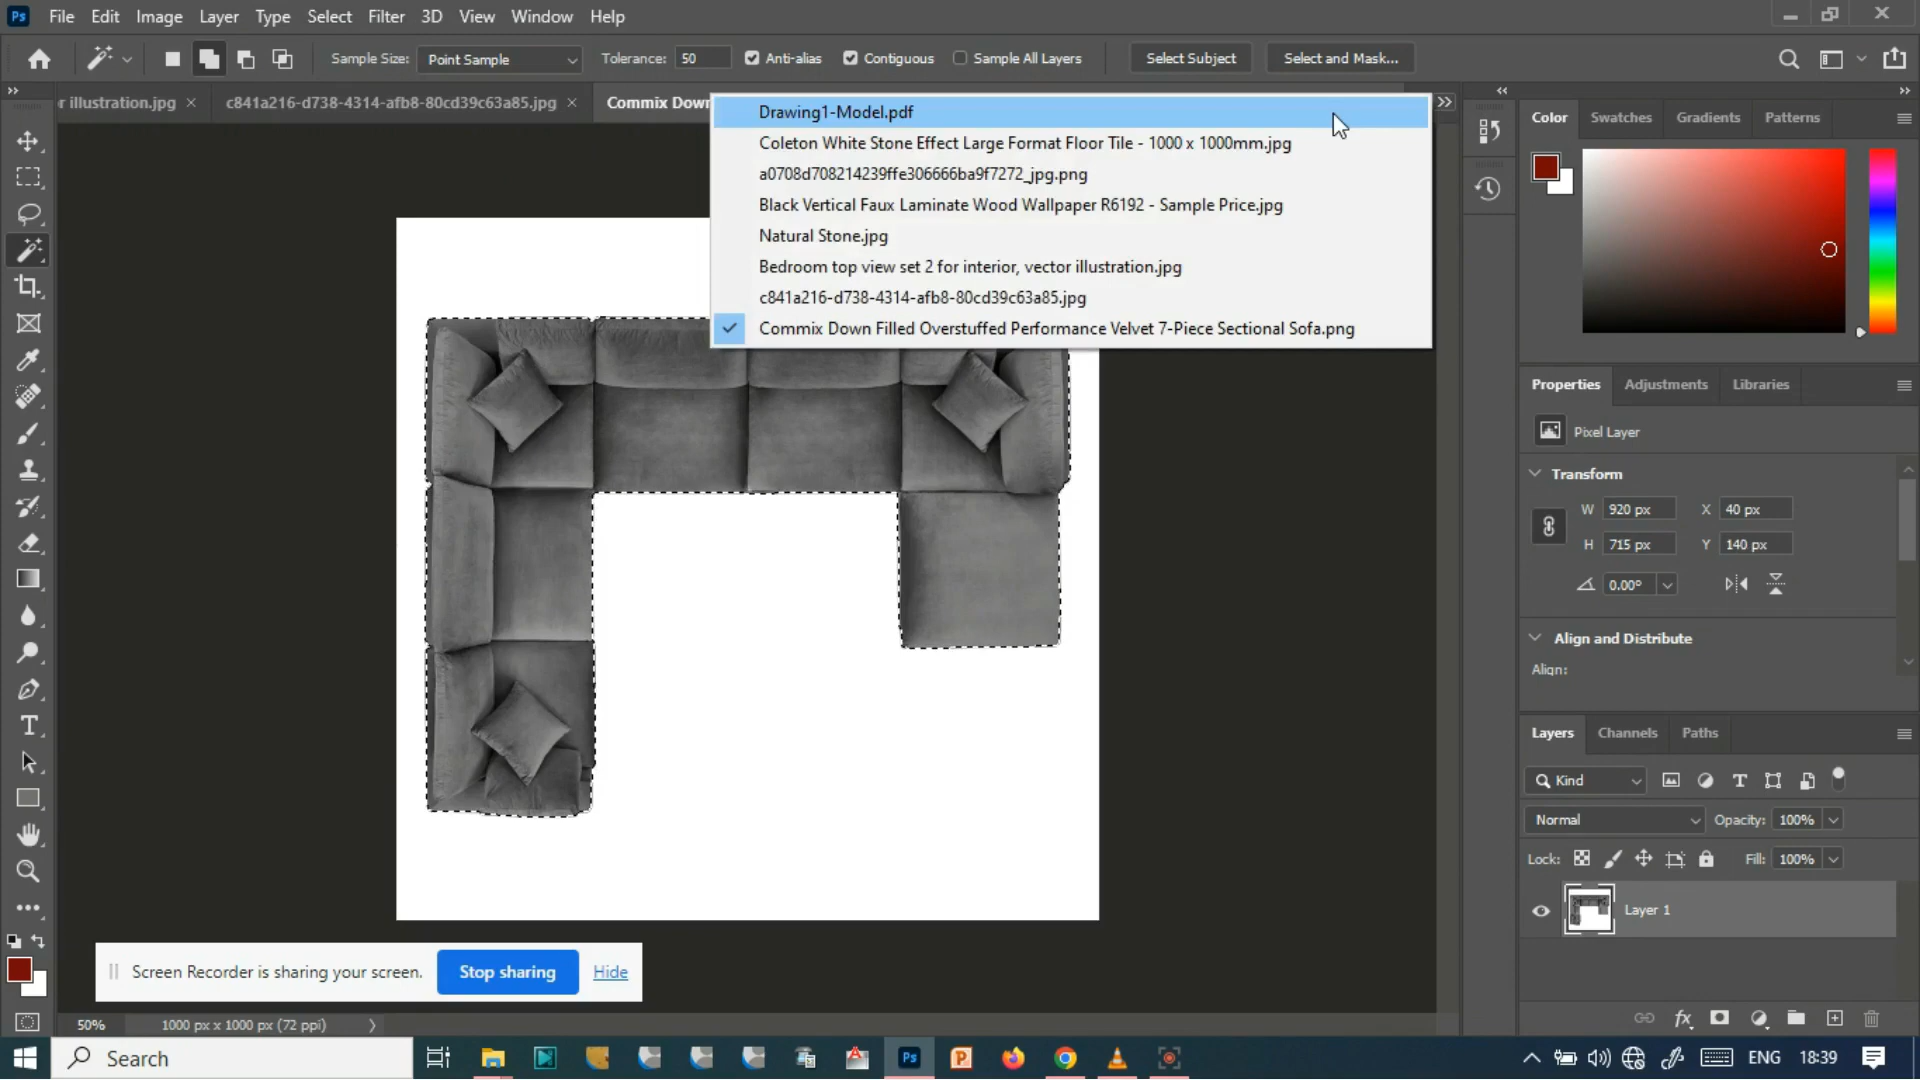 Ps File Edit Image Layer Type Select Filter 3D View Window Help
Sample Size: Point Sample Tolerance: 50 Anti-alias Contiguous Sample All Layers Select Subject Select and Mask...
r illustration.jpg × c841a216-d738-4314-afb8-80cd39c63a85.jpg × Commix Down
Drawing1-Model.pdf
Coleton White Stone Effect Large Format Floor Tile - 1000 x 1000mm.jpg
a0708d708214239ffe306666ba9f7272_jpg.png
Black Vertical Faux Laminate Wood Wallpaper R6192 - Sample Price.jpg
Natural Stone.jpg
Bedroom top view set 2 for interior, vector illustration.jpg
c841a216-d738-4314-afb8-80cd39c63a85.jpg
Commix Down Filled Overstuffed Performance Velvet 7-Piece Sectional Sofa.png
Color Swatches Gradients Patterns
Properties Adjustments Libraries
Pixel Layer
Transform
W 920 px X 40 px
H 715 px Y 140 px
0.00°
Align and Distribute
Align:
Layers Channels Paths
Kind
Normal Opacity: 100%
Lock: Fill: 100%
Layer 1
fx
Screen Recorder is sharing your screen. Stop sharing Hide
50% 1000 px x 1000 px (72 ppi)
Search
Ps
ENG 18:39